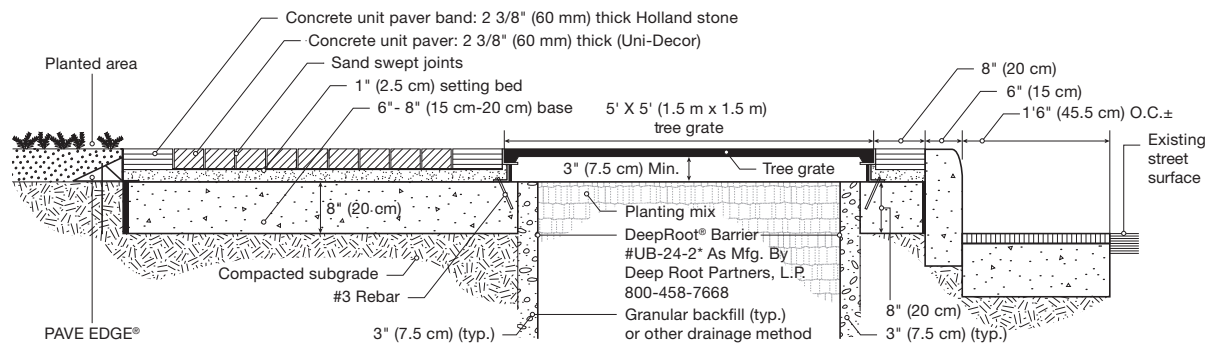 Concrete unit paver band: 2 3/8" (60 mm) thick Holland stone
Concrete unit paver: 2 3/8" (60 mm) thick (Uni-Decor)
Planted area
Sand swept joints
1" (2.5 cm) setting bed
6"- 8" (15 cm-20 cm) base
5' X 5' (1.5 m x 1.5 m)
tree grate
8" (20 cm)
6" (15 cm)
1'6" (45.5 cm) O.C.±
Existing
street
surface
3" (7.5 cm) Min.
Tree grate
8" (20 cm)
Planting mix
DeepRoot® Barrier
#UB-24-2* As Mfg. By
Deep Root Partners, L.P.
800-458-7668
Compacted subgrade
#3 Rebar
8" (20 cm)
PAVE EDGE®
3" (7.5 cm) (typ.)
Granular backfill (typ.)
or other drainage method
3" (7.5 cm) (typ.)